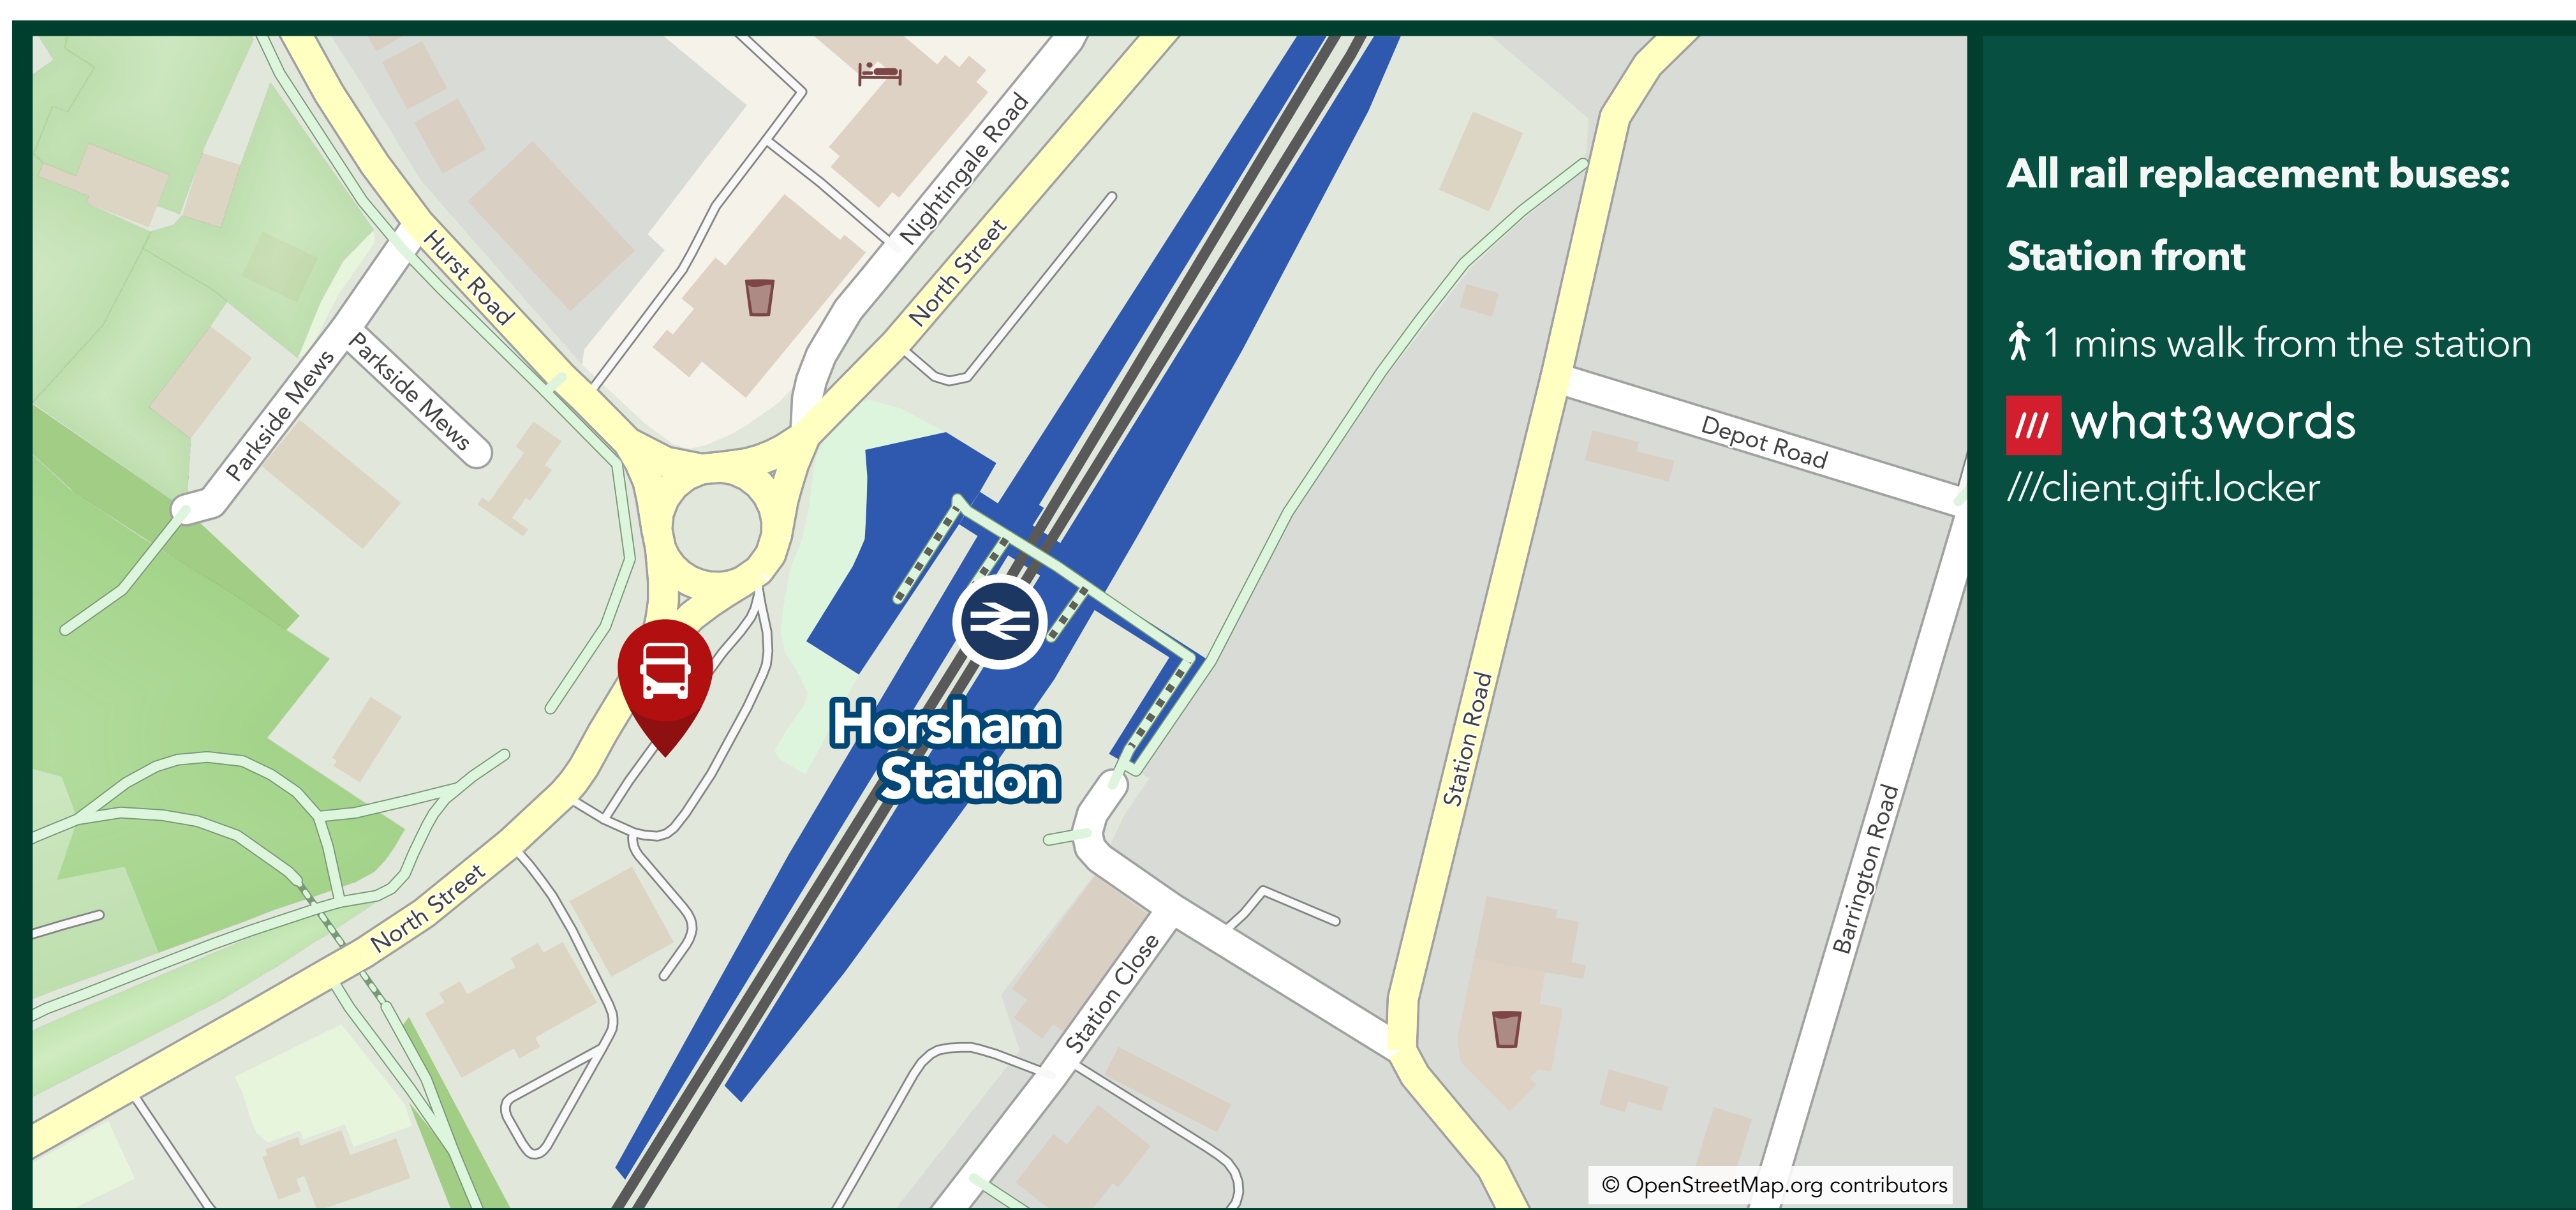 Nightingale Road
Hurst Road
North Street
Parkside Mews
Parkside Mews
Depot Road
Horsham
Station
Station Road
Barrington Road
North Street
Station Close
© OpenStreetMap.org contributors
All rail replacement buses:
Station front
1 mins walk from the station
/// what3words
///client.gift.locker